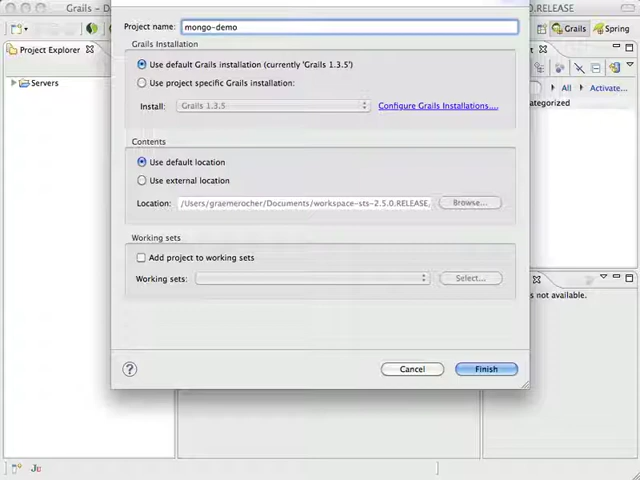 Grails - Da
0.RELEASE
Project name: mongo-demo
Grails
Spring
Project Explorer
Grails Installation
Use default Grails installation (currently 'Grails 1.3.5')
Use project specific Grails installation:
Servers
All
Activate...
Install: Grails 1.3.5 Configure Grails Installations....
ategorized
Contents
Use default location
Use external location
Location: /Users/graemerocher/Documents/workspace-sts-2.5.0.RELEASE, Browse...
Working sets
Add project to working sets
Working sets: Select...
s not available.
? Cancel Finish
Ju